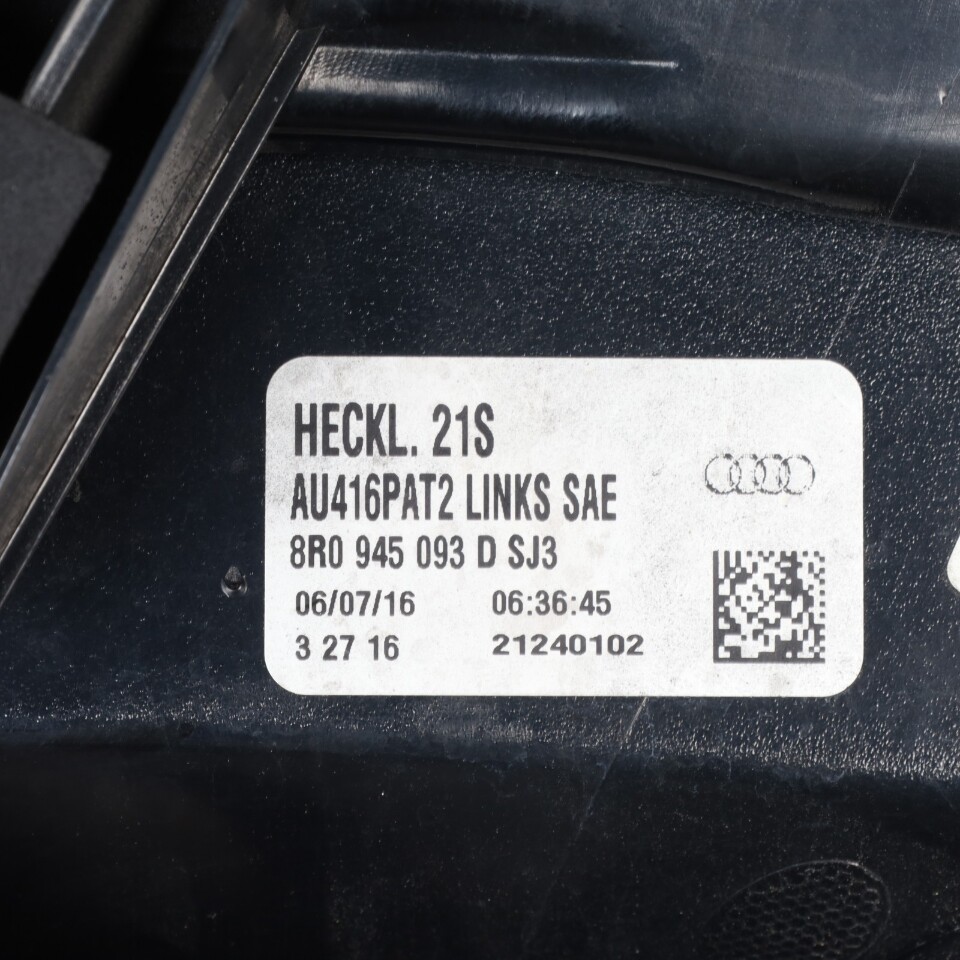 HECKL. 21S
AU416PAT2 LINKS SAE
8R0 945 093 D SJ3
06/07/16 06:36:45
3 27 16 21240102